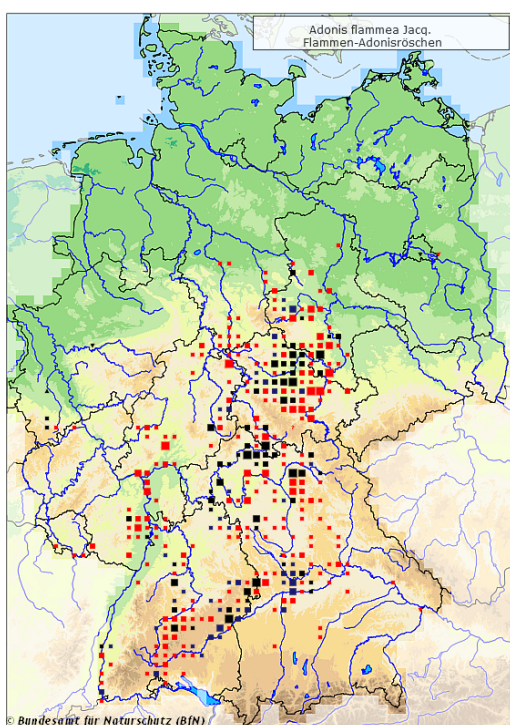 Adonis flammea Jacq.
Flammen-Adonisröschen
© Bundesamt für Naturschutz (BfN)